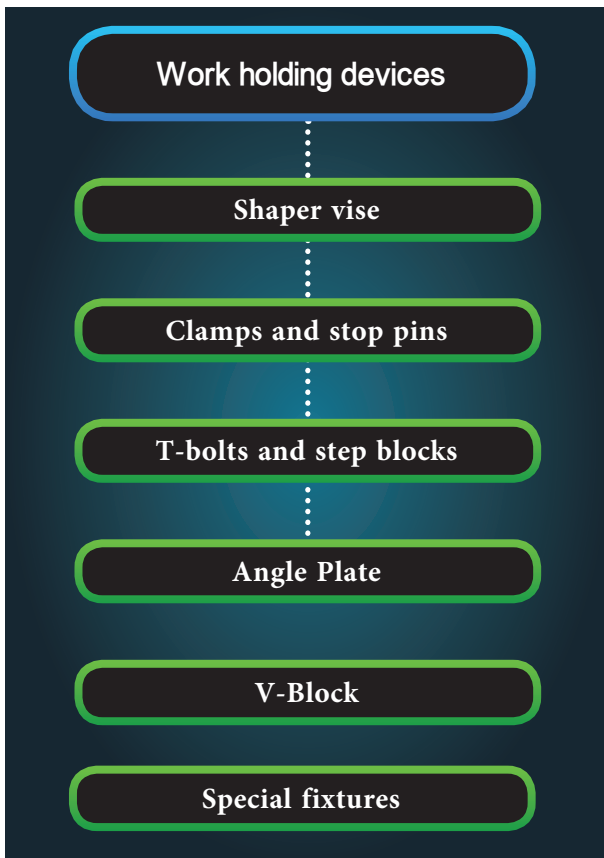 Work holding devices
Shaper vise
Clamps and stop pins
T-bolts and step blocks
Angle Plate
V-Block
Special fixtures